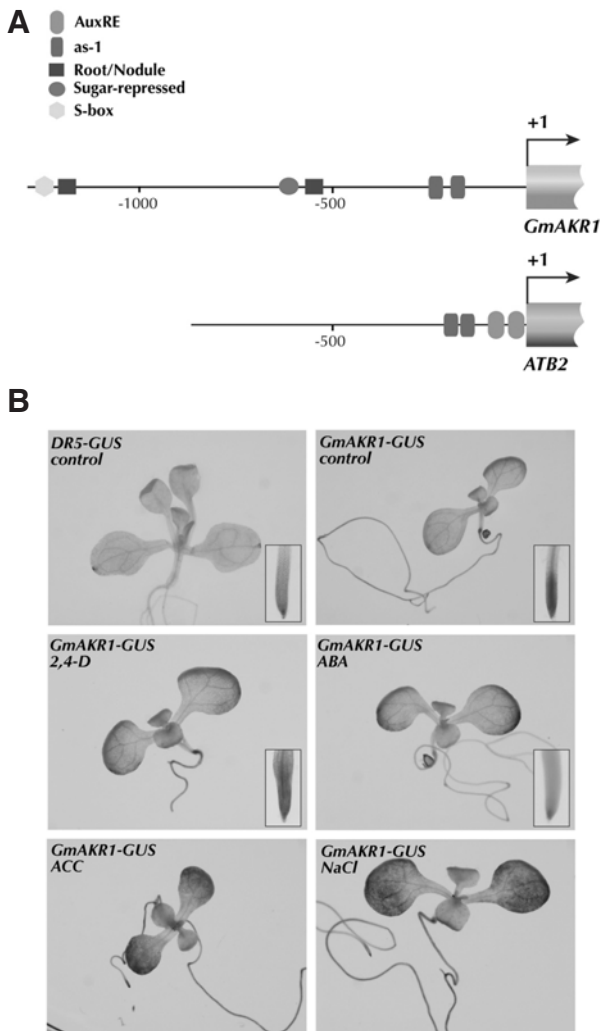 A
AuxRE
as-1
Root/Nodule
Sugar-repressed
S-box
+1
-1000
-500
GmAKR1
+1
-500
ATB2
B
DR5-GUS
control
GmAKR1-GUS
control
GmAKR1-GUS
2,4-D
GmAKR1-GUS
ABA
GmAKR1-GUS
ACC
GmAKR1-GUS
NaCl